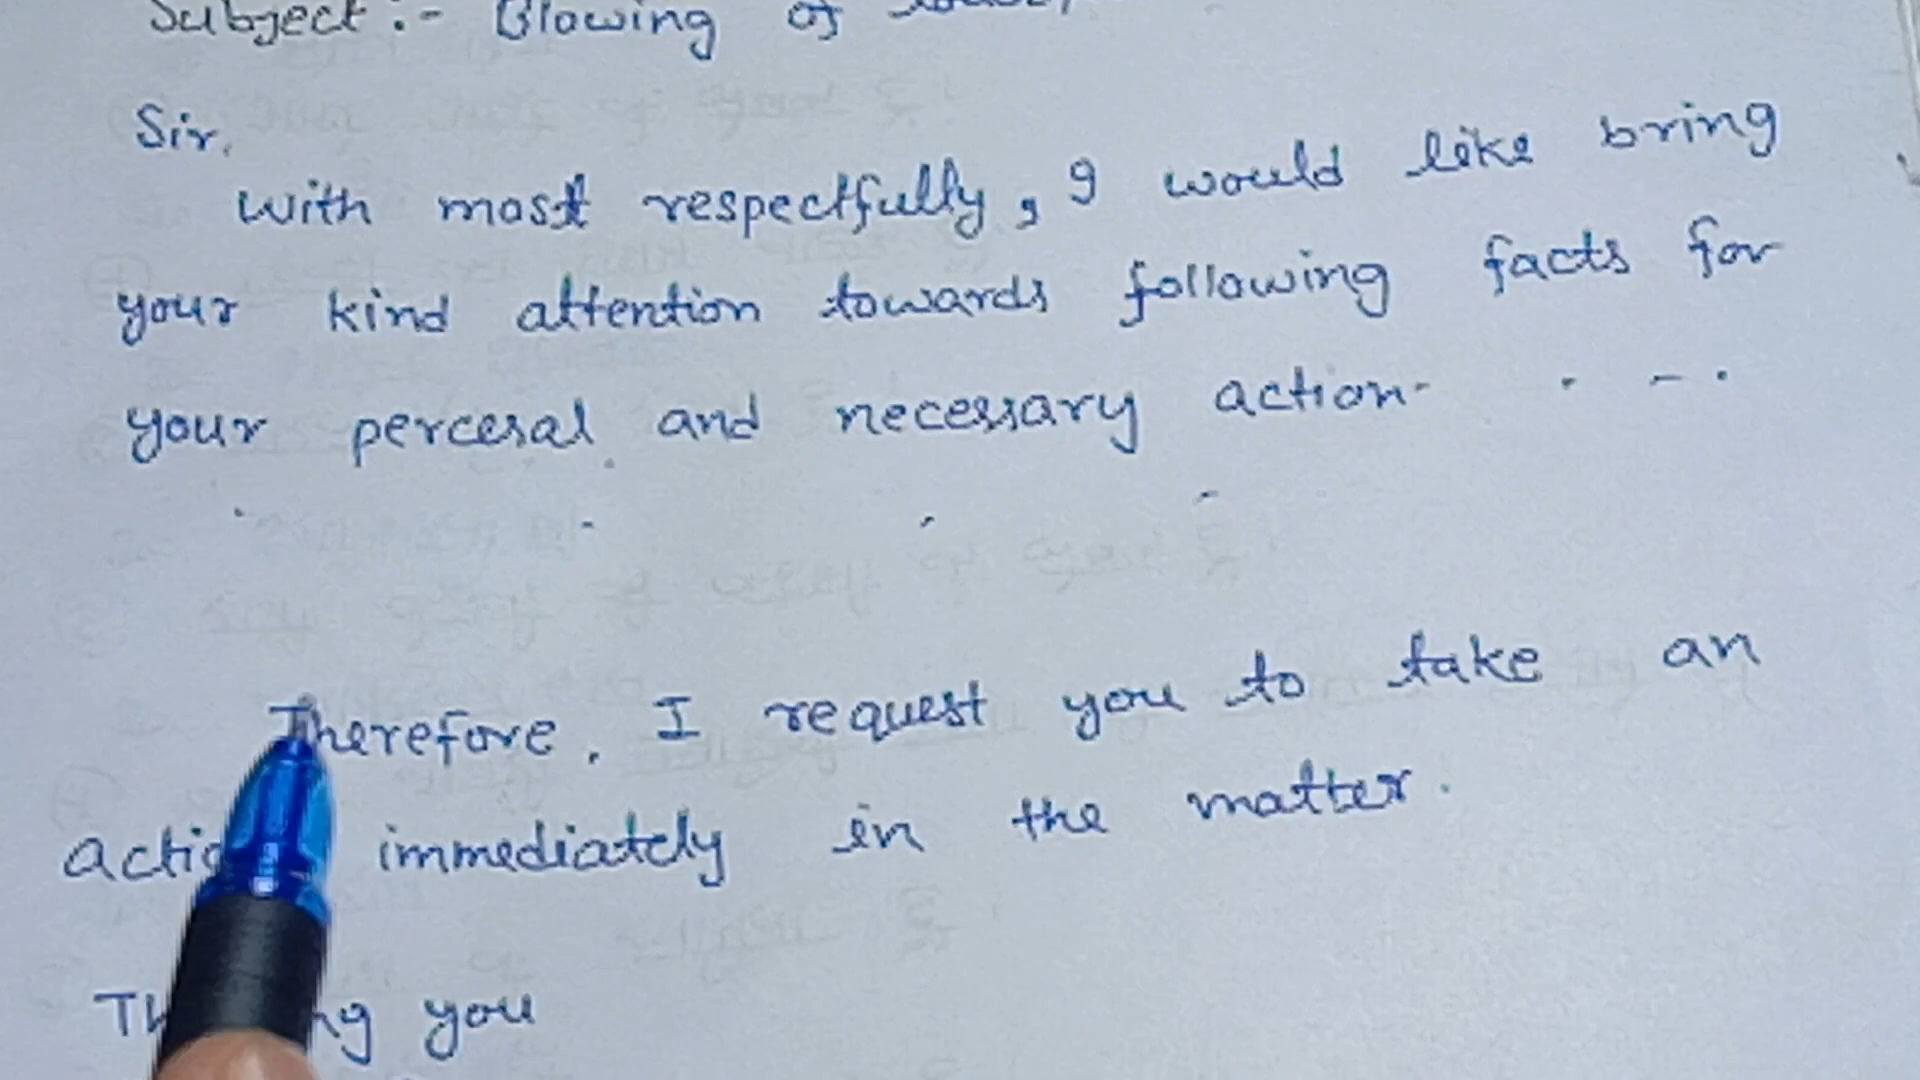 Subject :- Blowing of
Sir,
with most respectfully, I would like bring
your kind attention towards following facts for
your percesal and necessary action- . - .
Therefore, I request you to take an
immediately in the matter.
you